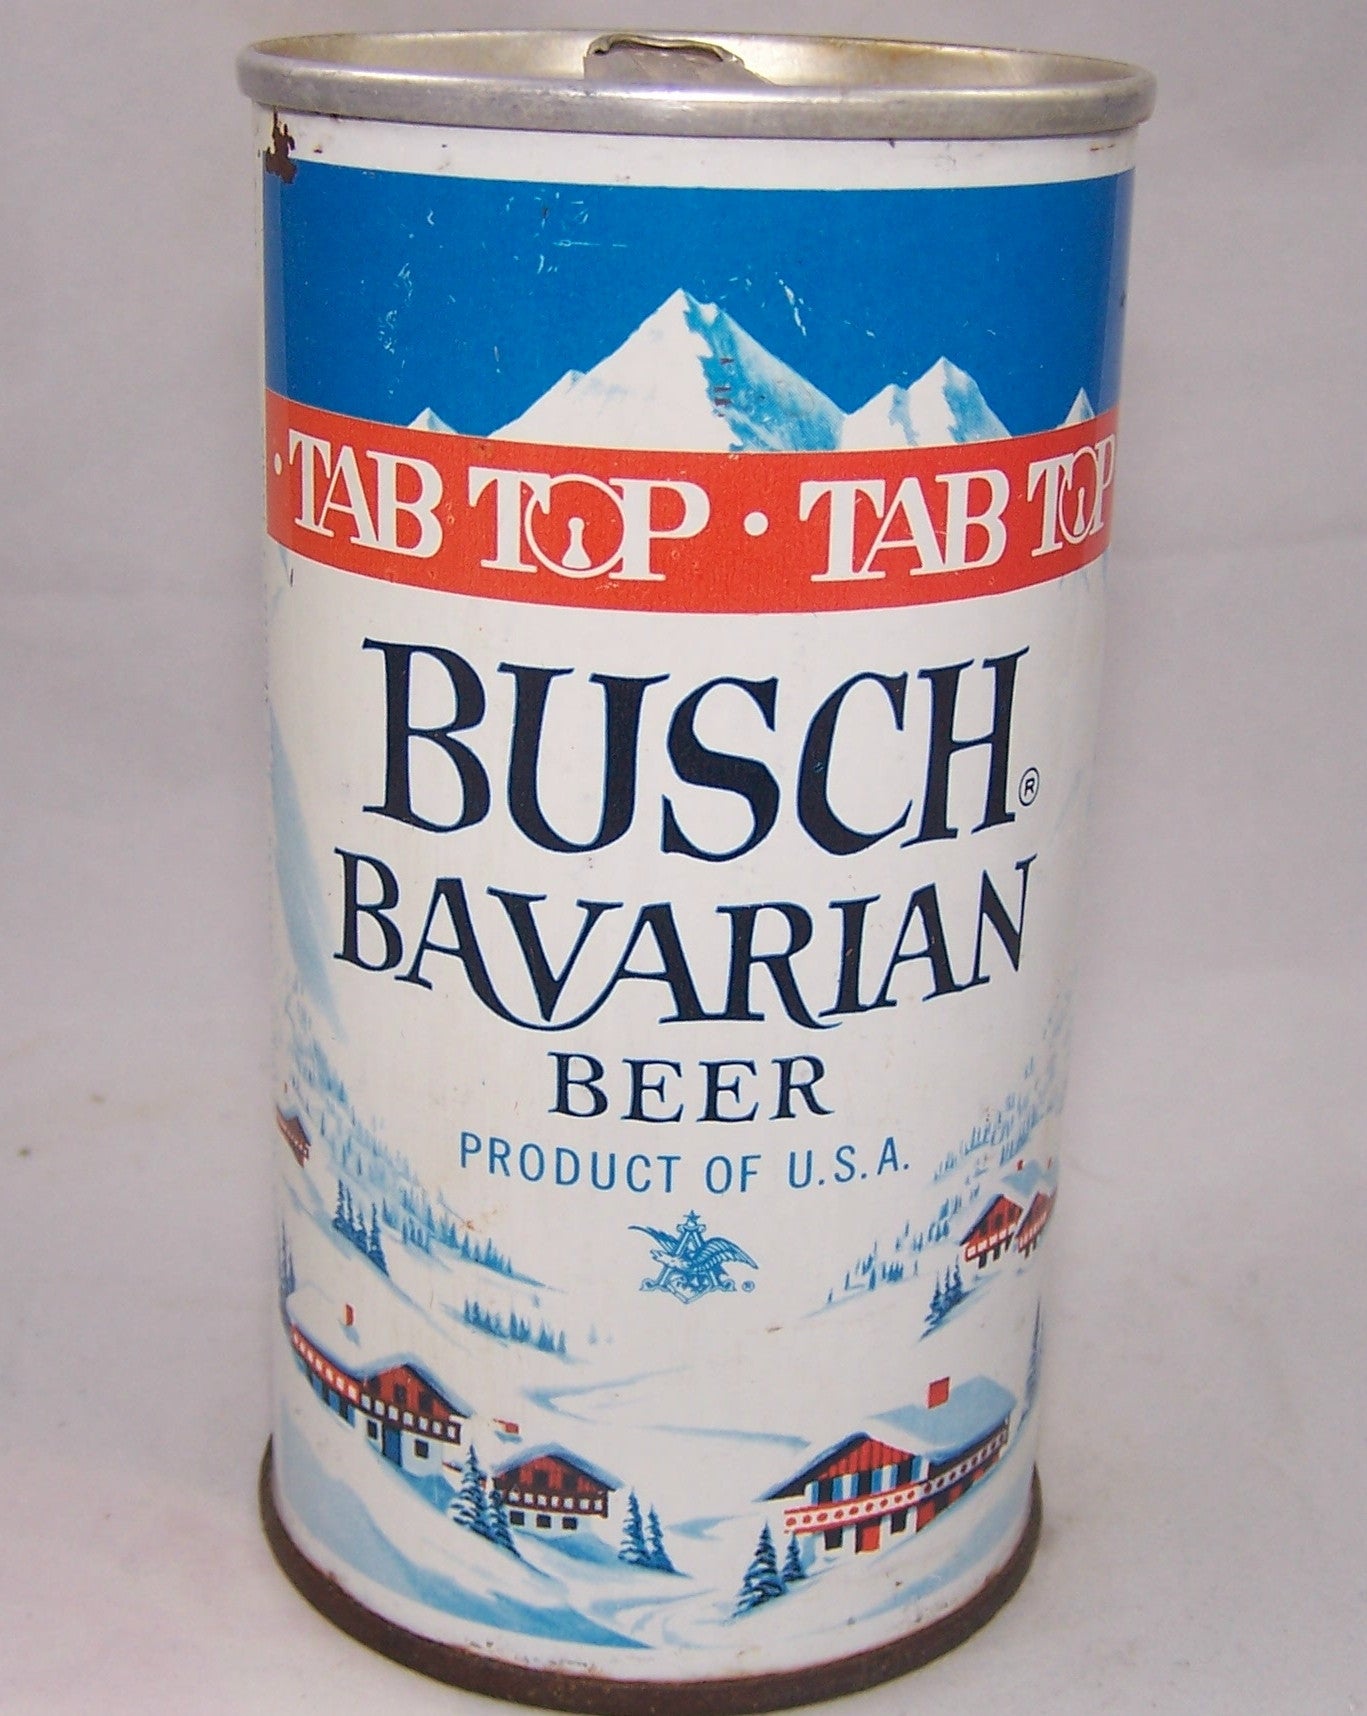 · TAB TOP · TAB TOP
BUSCH®
BAVARIAN
BEER
PRODUCT OF U.S.A.
A ®